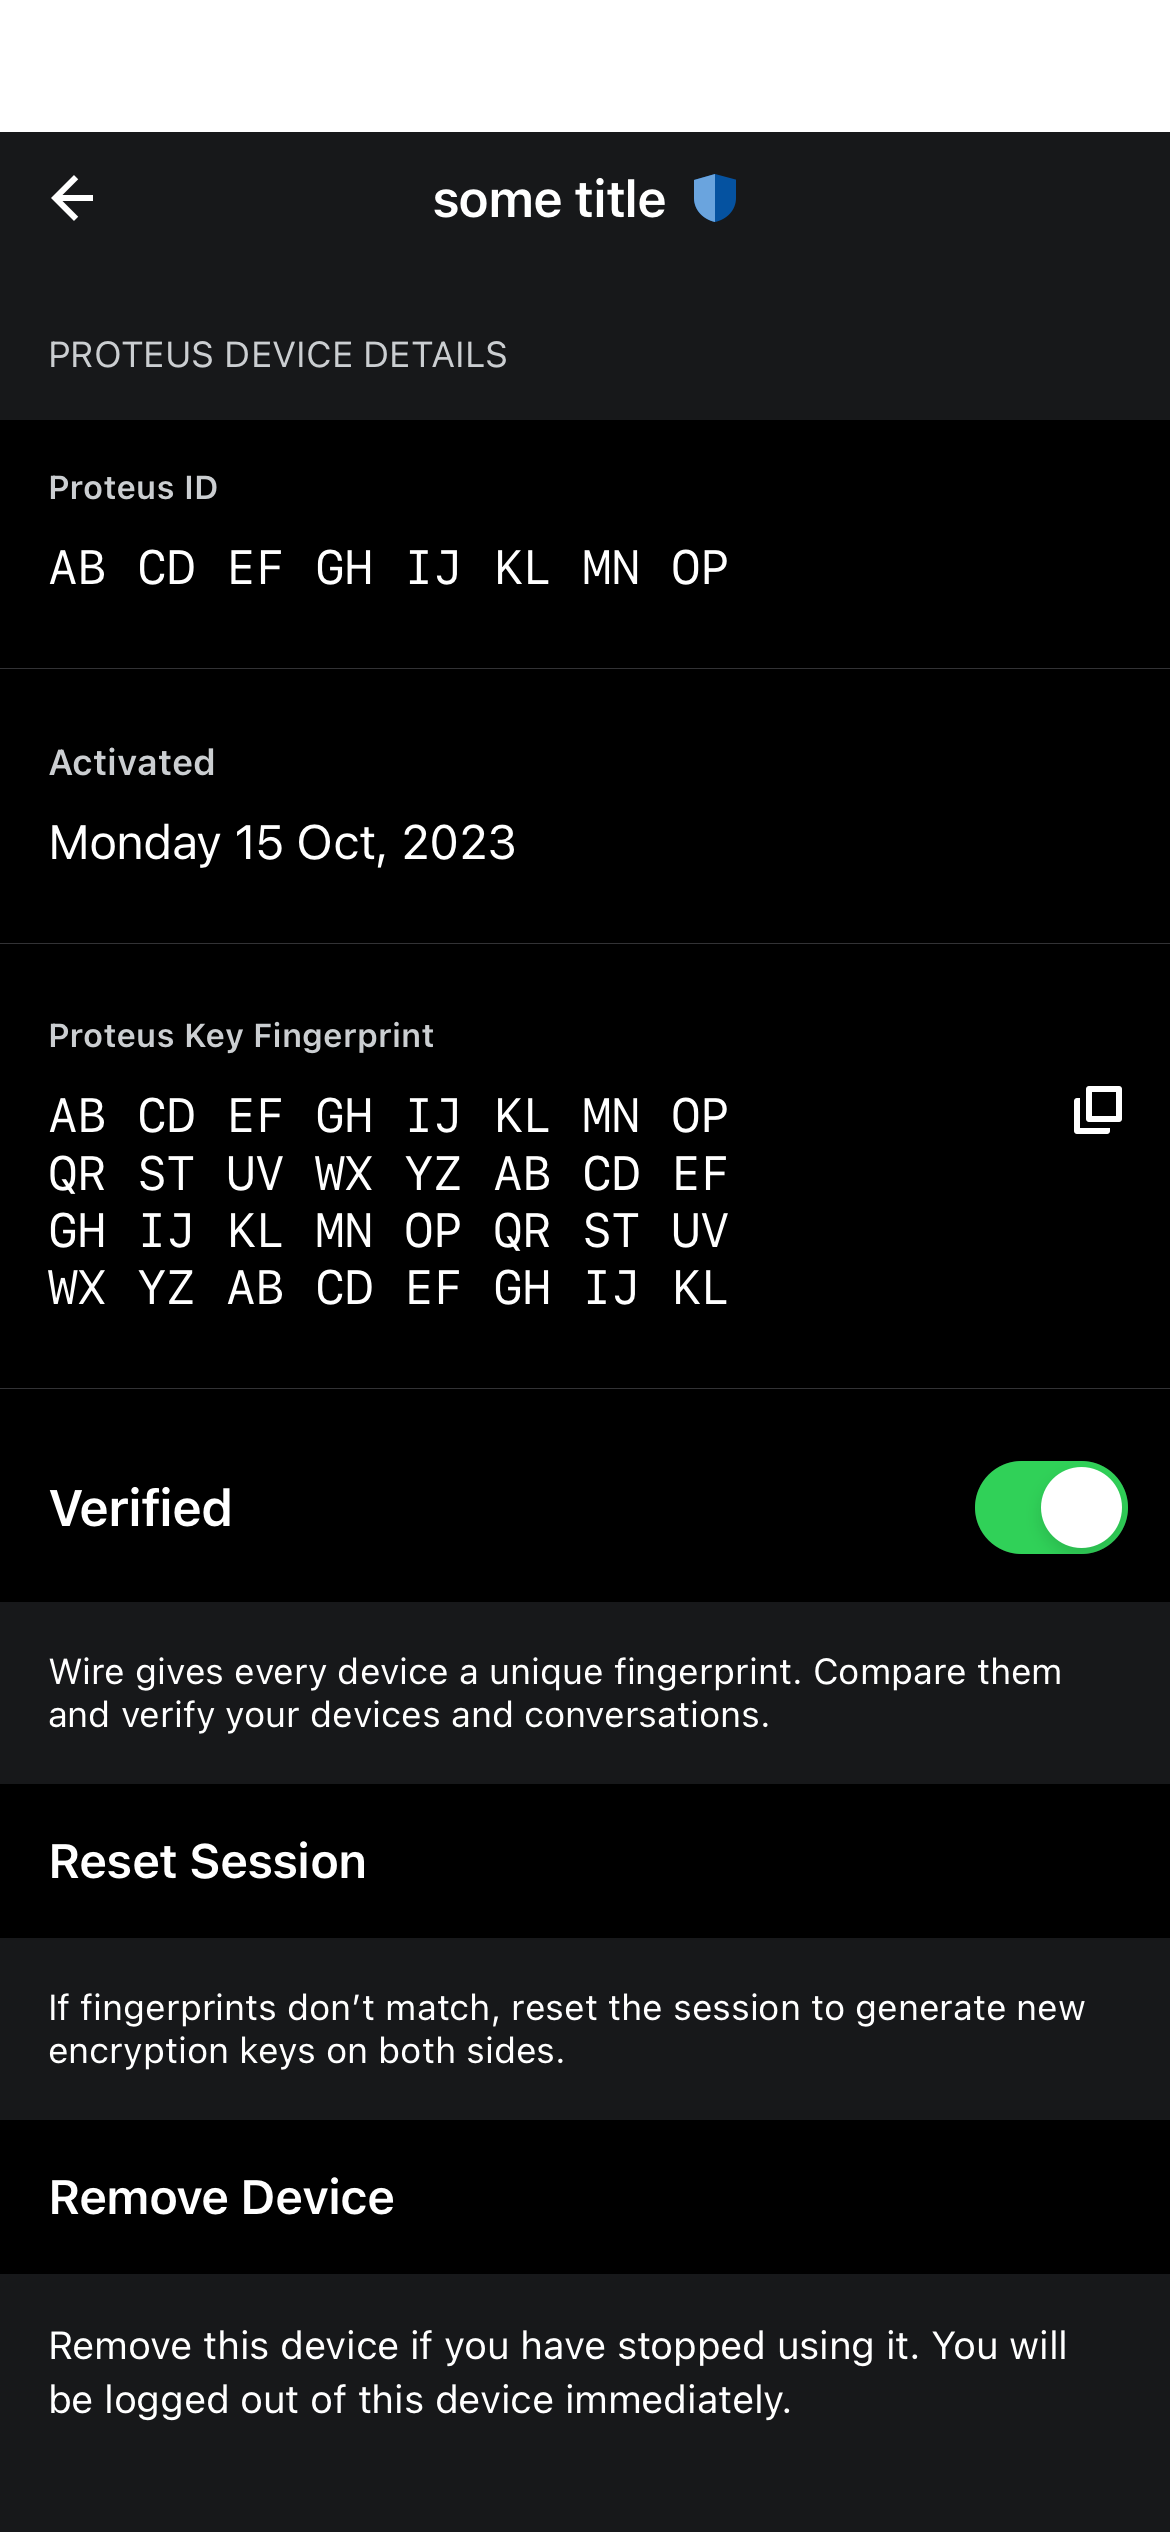 some title
PROTEUS DEVICE DETAILS
Proteus ID
AB CD EF GH IJ KL MN OP
Activated
Monday 15 Oct, 2023
Proteus Key Fingerprint
AB CD EF GH IJ KL MN OP
QR ST UV WX YZ AB CD EF
GH IJ KL MN OP QR ST UV
WX YZ AB CD EF GH IJ KL
Verified
Wire gives every device a unique fingerprint. Compare them
and verify your devices and conversations.
Reset Session
If fingerprints don’t match, reset the session to generate new
encryption keys on both sides.
Remove Device
Remove this device if you have stopped using it. You will
be logged out of this device immediately.